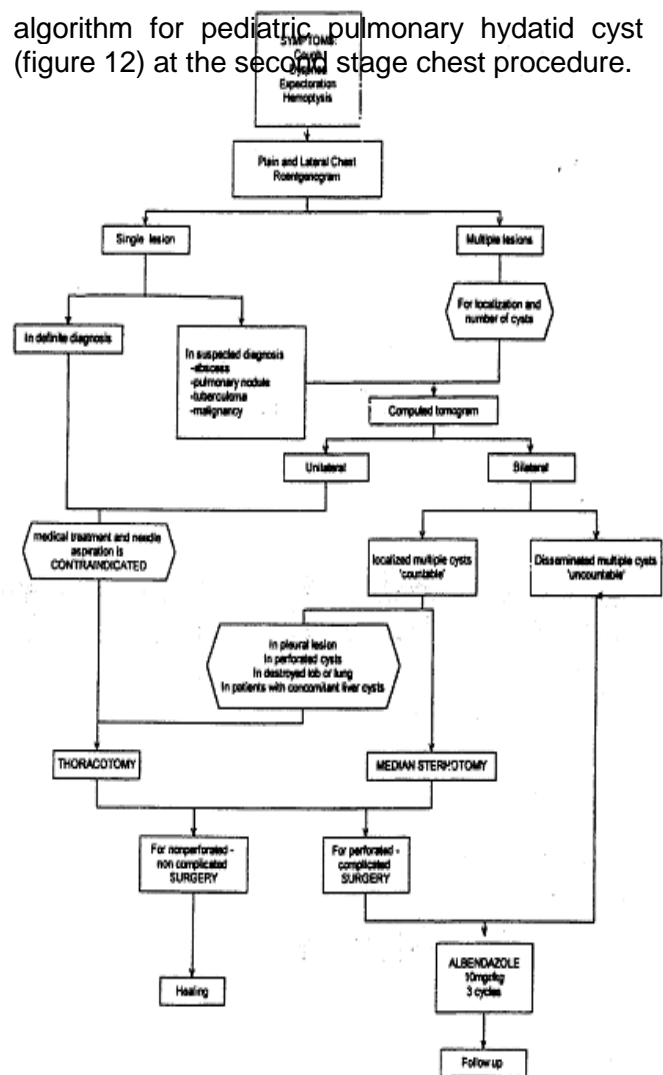 algorithm for pediatric pulmonary hydatid cyst
(figure 12) at the second stage chest procedure.
SYMPTOMS:
Cough
Dyspnea
Expectoration
Hemoptysis
Plain and Lateral Chest
Roentgenogram
Single lesion
Multiple lesions
For localization and
number of cysts
In definite diagnosis
In suspected diagnosis
-abscess
-pulmonary nodule
-tuberculoma
-malignancy
Computed tomogram
Unilateral
Bilateral
medical treatment and needle
aspiration is
CONTRAINDICATED
localized multiple cysts
'countable'
Disseminated multiple cysts
'uncountable'
In pleural lesion
In perforated cysts
In destroyed lob or lung
In patients with concomitant liver cysts
THORACOTOMY
MEDIAN STERNOTOMY
For nonperforated -
non complicated
SURGERY
For perforated -
complicated
SURGERY
ALBENDAZOLE
10mg/kg
3 cycles
Healing
Follow up